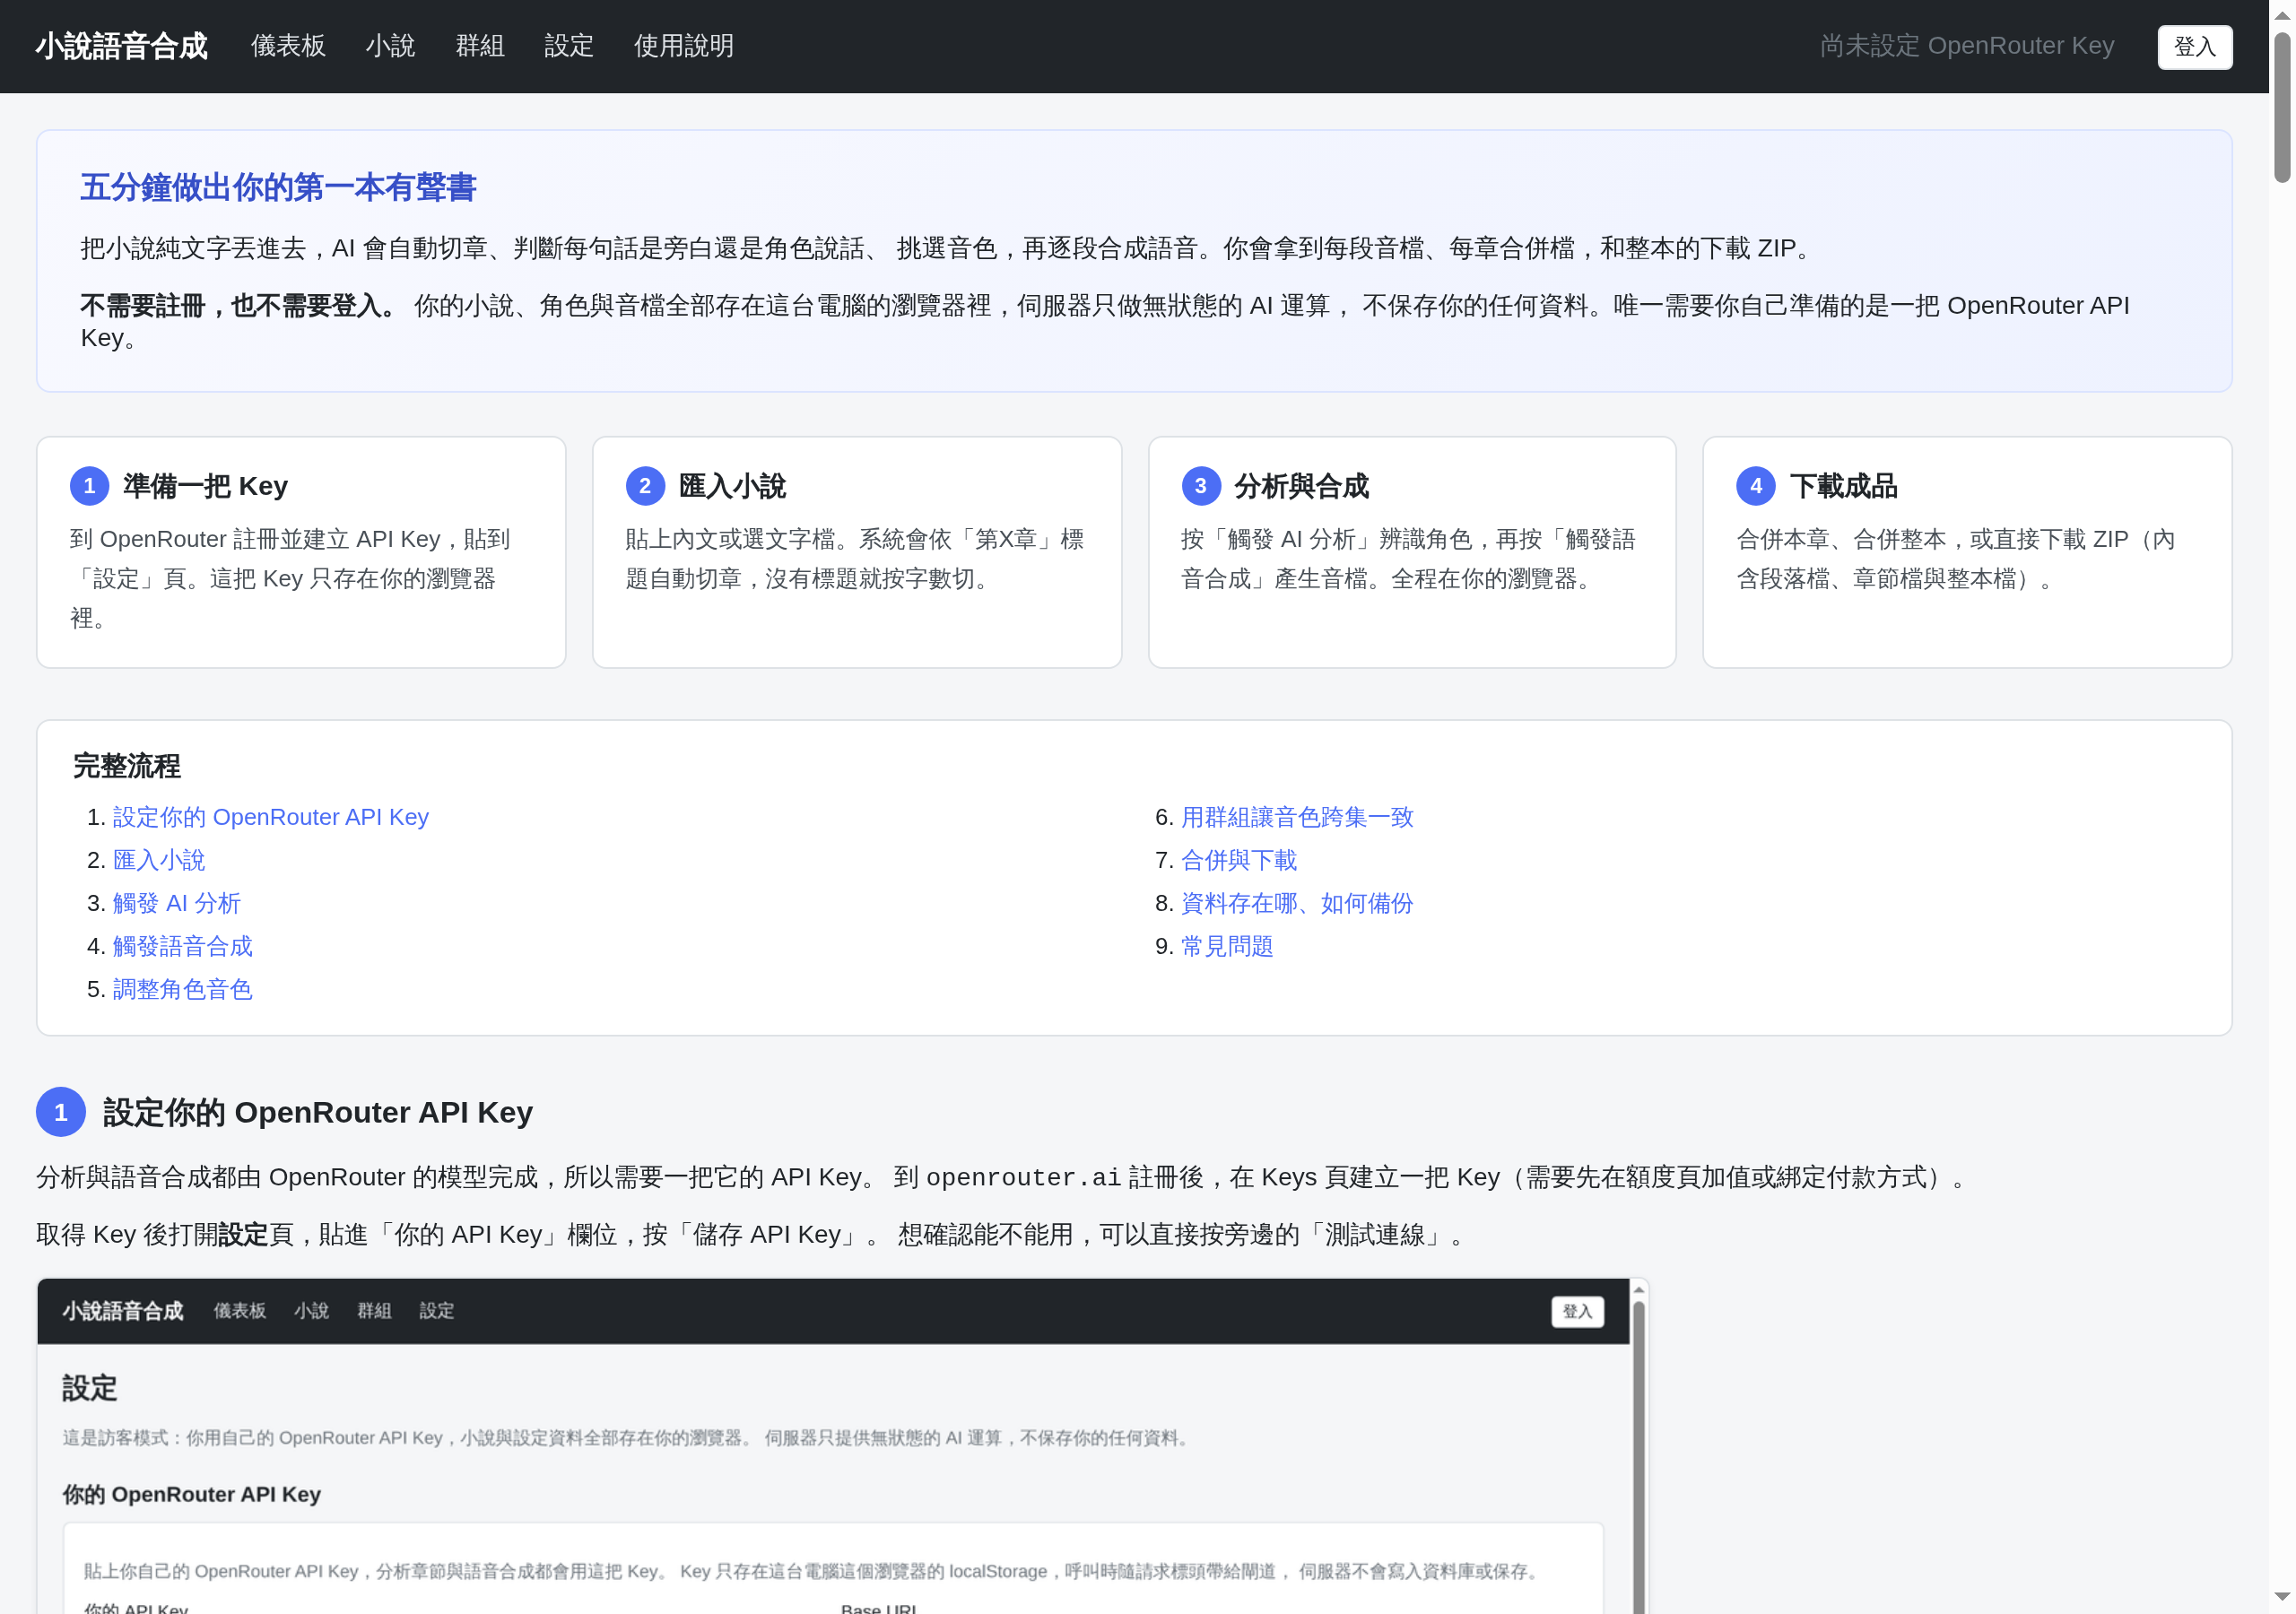 小說語音合成 儀表板 小說 群組 設定 使用說明 尚未設定 OpenRouter Key 登入
五分鐘做出你的第一本有聲書
把小說純文字丟進去，AI 會自動切章、判斷每句話是旁白還是角色說話、 挑選音色，再逐段合成語音。你會拿到每段音檔、每章合併檔，和整本的下載 ZIP。
不需要註冊，也不需要登入。 你的小說、角色與音檔全部存在這台電腦的瀏覽器裡，伺服器只做無狀態的 AI 運算， 不保存你的任何資料。唯一需要你自己準備的是一把 OpenRouter API
Key。
1 準備一把 Key
到 OpenRouter 註冊並建立 API Key，貼到
「設定」頁。這把 Key 只存在你的瀏覽器
裡。
2 匯入小說
貼上內文或選文字檔。系統會依「第X章」標
題自動切章，沒有標題就按字數切。
3 分析與合成
按「觸發 AI 分析」辨識角色，再按「觸發語
音合成」產生音檔。全程在你的瀏覽器。
4 下載成品
合併本章、合併整本，或直接下載 ZIP（內
含段落檔、章節檔與整本檔）。
完整流程
1. 設定你的 OpenRouter API Key
2. 匯入小說
3. 觸發 AI 分析
4. 觸發語音合成
5. 調整角色音色
6. 用群組讓音色跨集一致
7. 合併與下載
8. 資料存在哪、如何備份
9. 常見問題
1 設定你的 OpenRouter API Key
分析與語音合成都由 OpenRouter 的模型完成，所以需要一把它的 API Key。 到 openrouter.ai 註冊後，在 Keys 頁建立一把 Key（需要先在額度頁加值或綁定付款方式）。
取得 Key 後打開設定頁，貼進「你的 API Key」欄位，按「儲存 API Key」。 想確認能不能用，可以直接按旁邊的「測試連線」。
小說語音合成 儀表板 小說 群組 設定 登入
設定
這是訪客模式：你用自己的 OpenRouter API Key，小說與設定資料全部存在你的瀏覽器。 伺服器只提供無狀態的 AI 運算，不保存你的任何資料。
你的 OpenRouter API Key
貼上你自己的 OpenRouter API Key，分析章節與語音合成都會用這把 Key。 Key 只存在這台電腦這個瀏覽器的 localStorage，呼叫時隨請求標頭帶給閘道， 伺服器不會寫入資料庫或保存。
你的 API Key Base URL